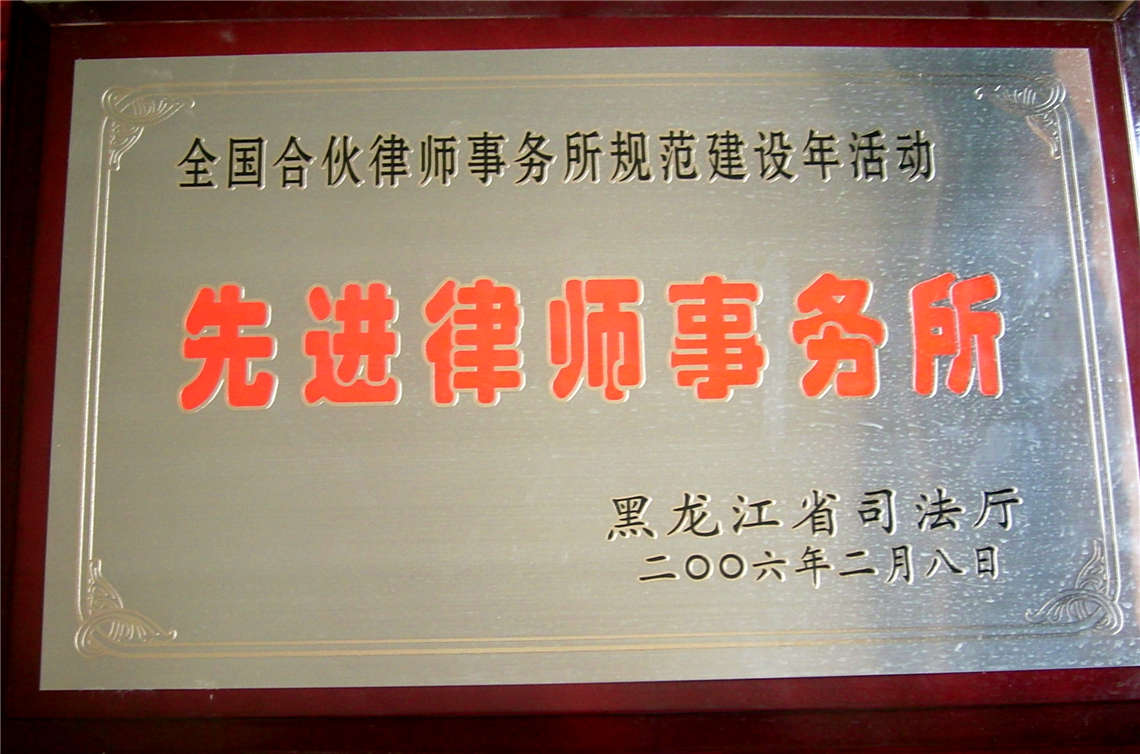 全国合伙律师事务所规范建设年活动
先进律师事务所
黑龙江省司法厅
二〇〇六年二月八日